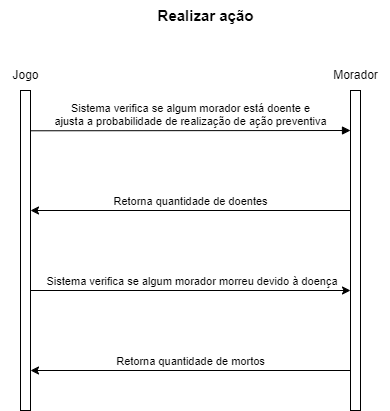 Realizar ação
Jogo
Morador
Sistema verifica se algum morador está doente e
ajusta a probabilidade de realização de ação preventiva
Retorna quantidade de doentes
Sistema verifica se algum morador morreu devido à doença
Retorna quantidade de mortos